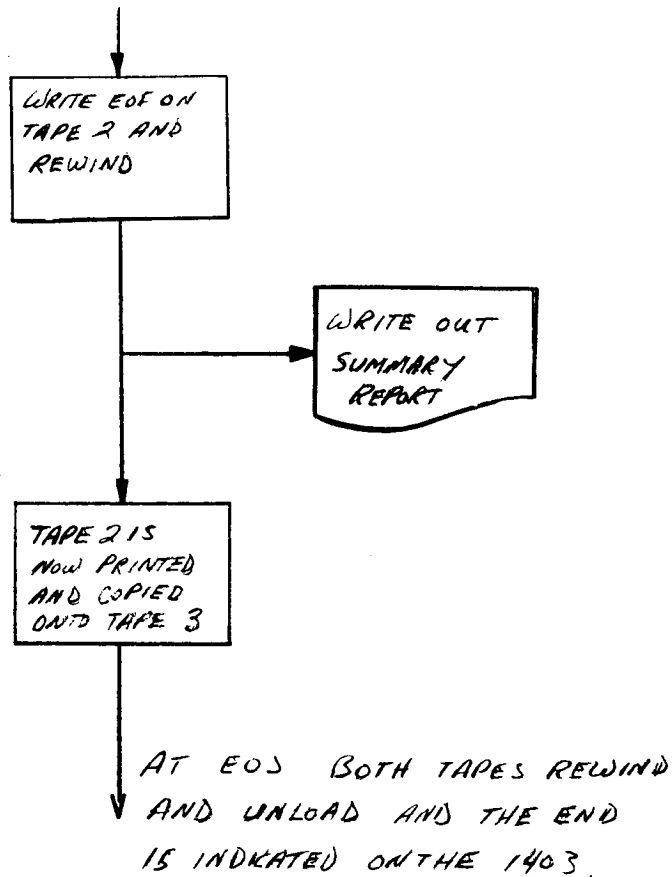 WRITE EOF ON
TAPE 2 AND
REWIND
WRITE OUT
SUMMARY
REPORT
TAPE 2 IS
NOW PRINTED
AND COPIED
ONTO TAPE 3
AT EOJ BOTH TAPES REWIND
AND UNLOAD AND THE END
IS INDICATED ON THE 1403.